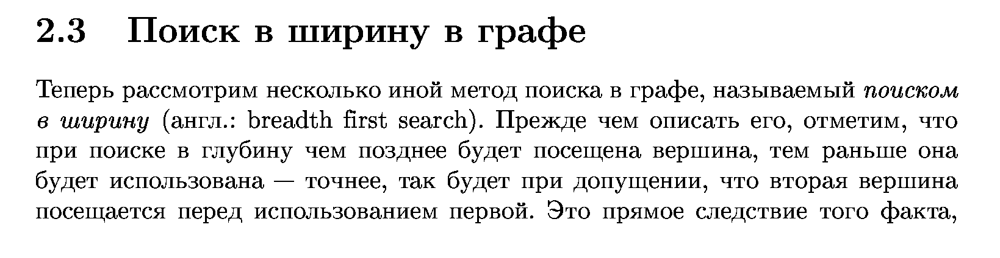 2.3 Поиск в ширину в графе
Теперь рассмотрим несколько иной метод поиска в графе, называемый поиском
в ширину (англ.: breadth first search). Прежде чем описать его, отметим, что
при поиске в глубину чем позднее будет посещена вершина, тем раньше она
будет использована — точнее, так будет при допущении, что вторая вершина
посещается перед использованием первой. Это прямое следствие того факта,